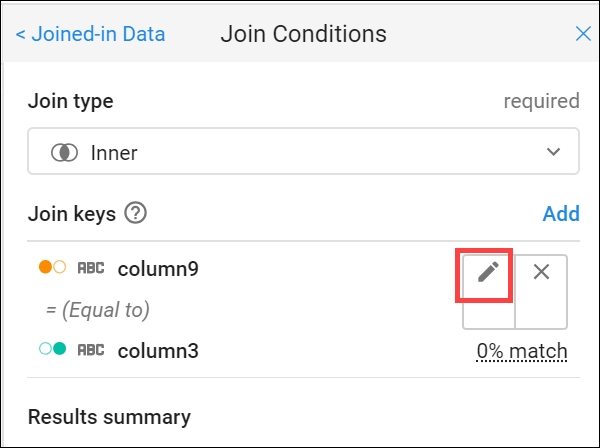 < Joined-in Data Join Conditions
Join type required
Inner
Join keys ? Add
ABC column9
= (Equal to)
ABC column3 0% match
Results summary